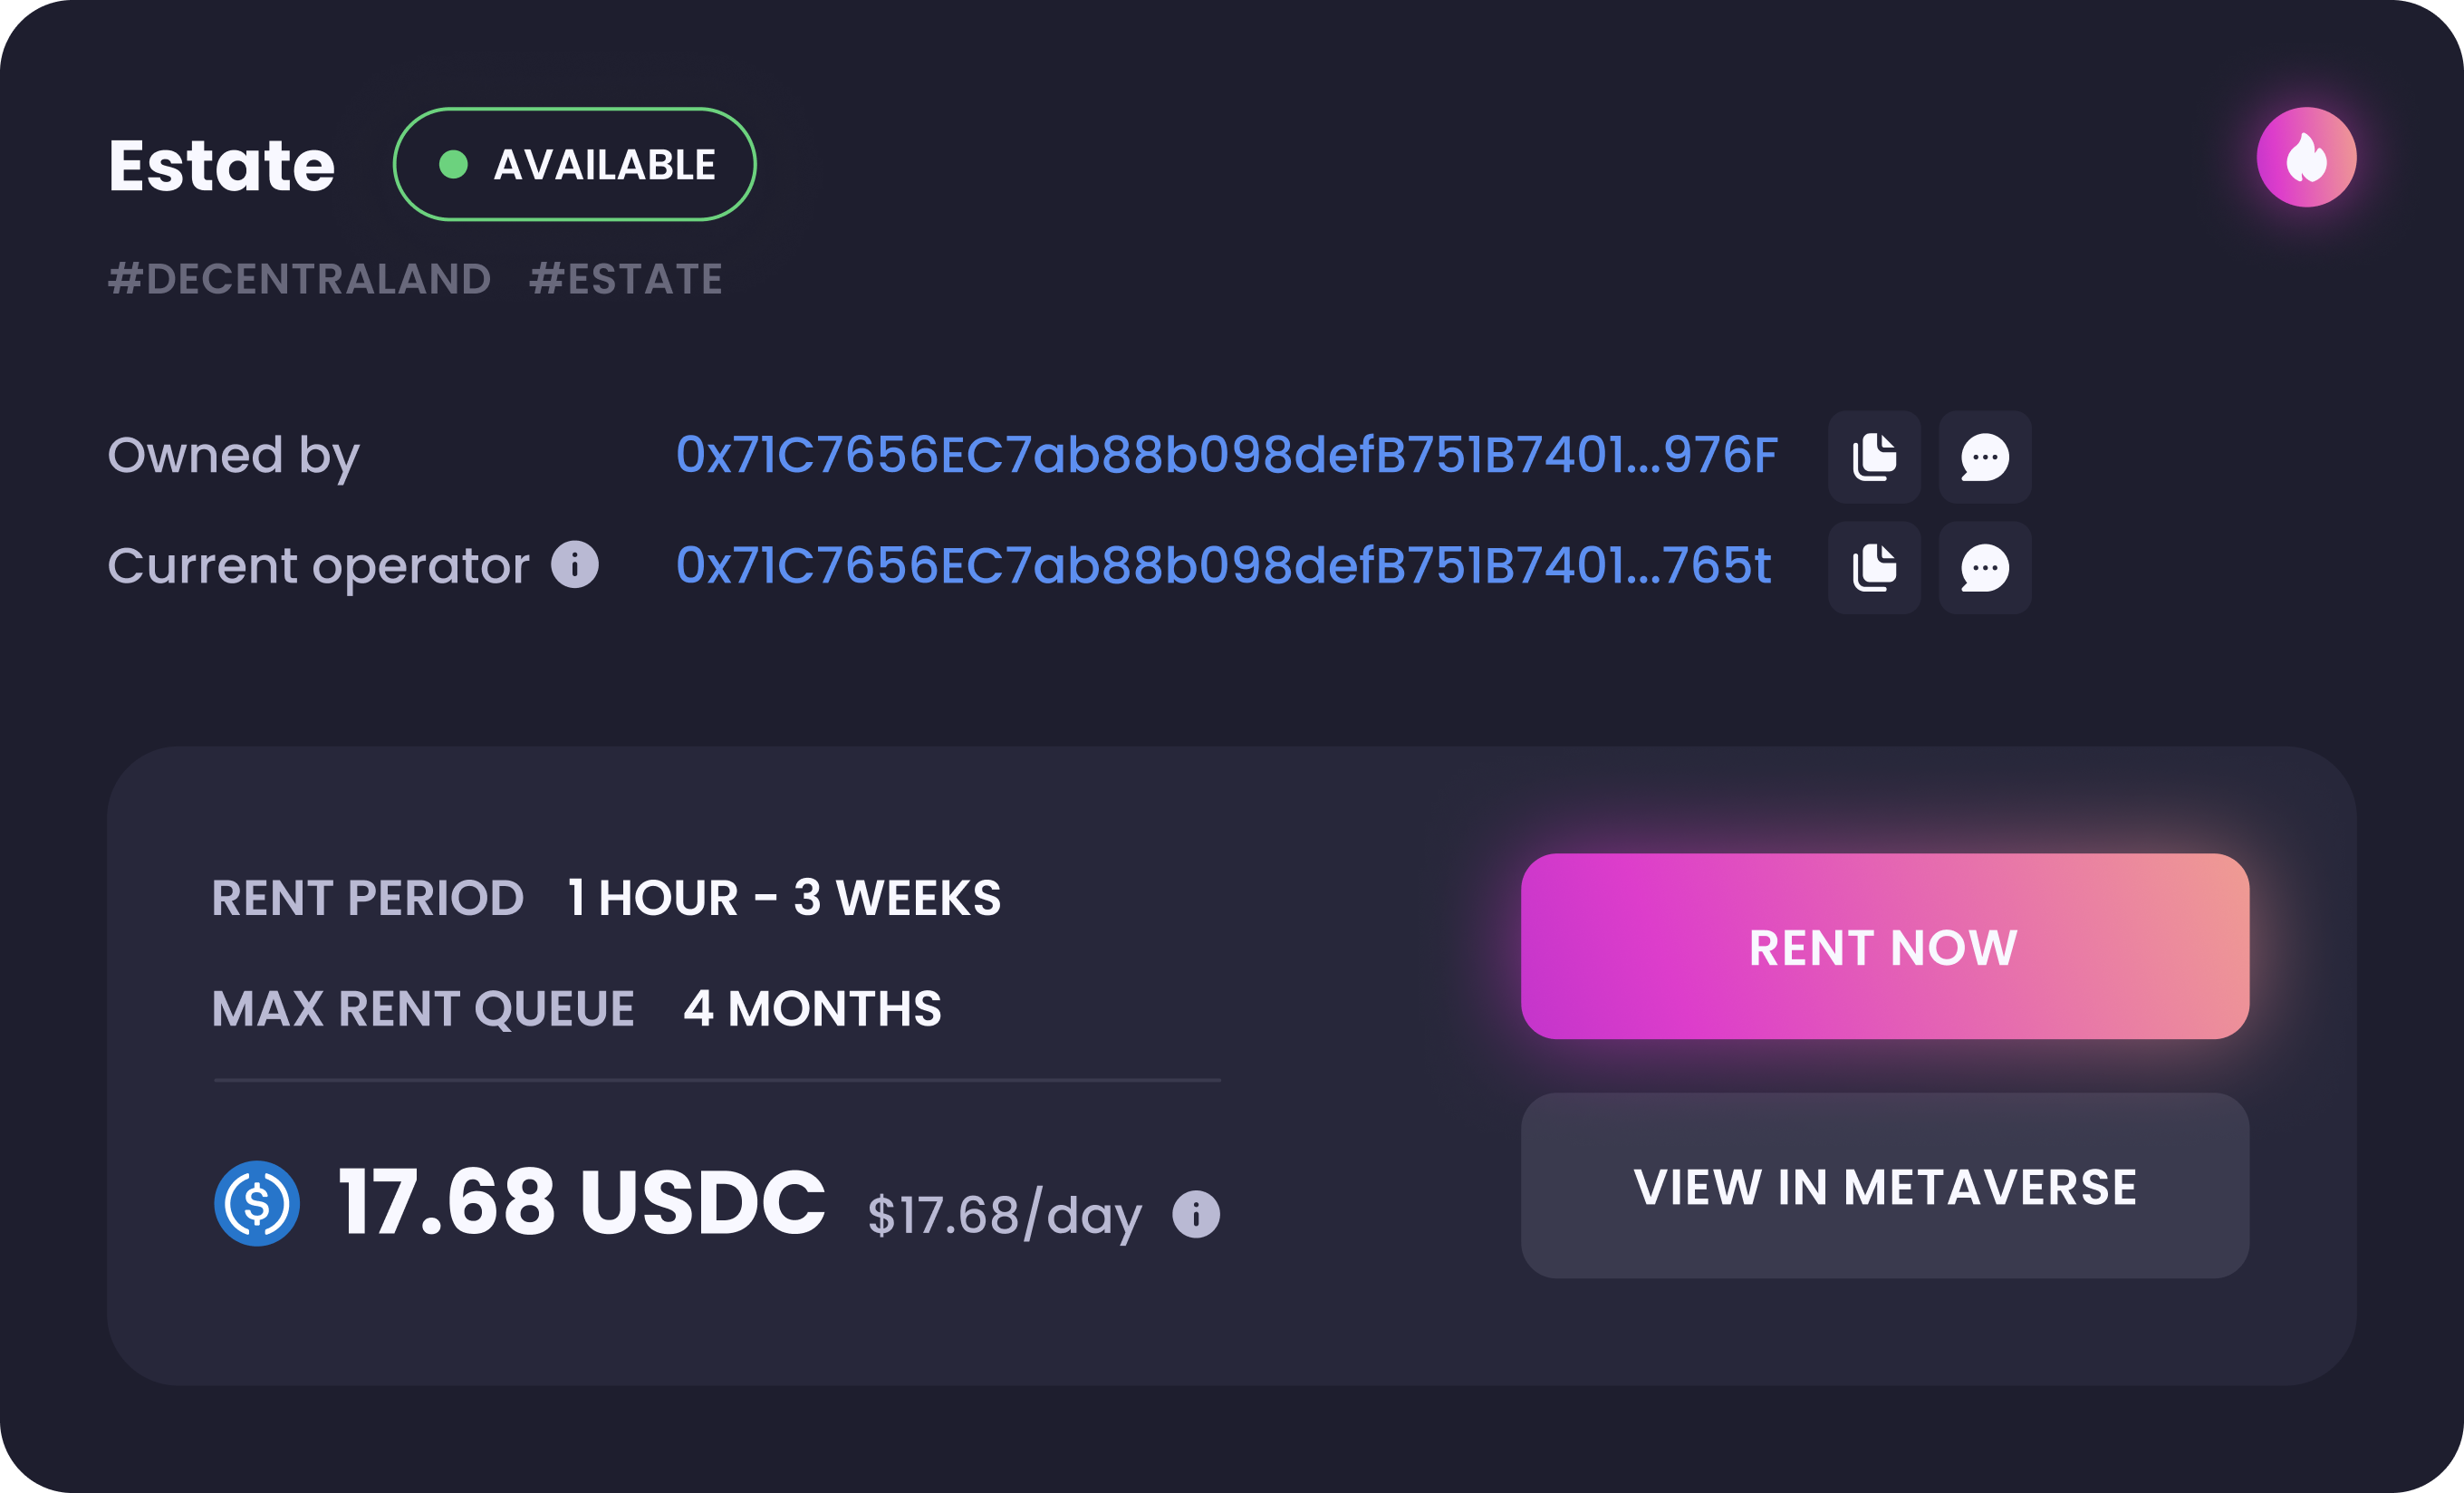 Estate
AVAILABLE
#DECENTRALAND #ESTATE
Owned by 0x71C7656EC7ab88b098defB751B7401...976F
Current operator 0x71C7656EC7ab88b098defB751B7401...765t
RENT PERIOD 1 HOUR - 3 WEEKS
MAX RENT QUEUE 4 MONTHS
17.68 USDC $17.68/day
RENT NOW
VIEW IN METAVERSE